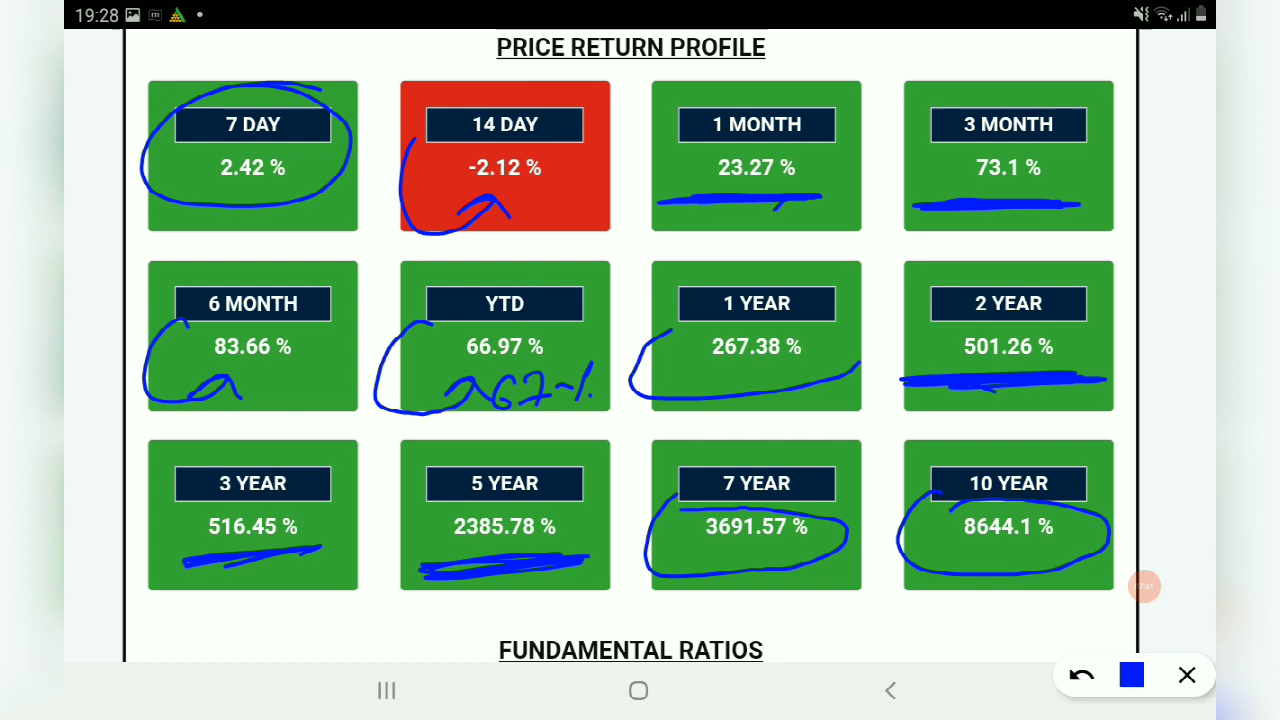 19:28
PRICE RETURN PROFILE
7 DAY
2.42 %
14 DAY
-2.12 %
1 MONTH
23.27 %
3 MONTH
73.1 %
6 MONTH
83.66 %
YTD
66.97 %
67-1.
1 YEAR
267.38 %
2 YEAR
501.26 %
3 YEAR
516.45 %
5 YEAR
2385.78 %
7 YEAR
3691.57 %
10 YEAR
8644.1 %
FUNDAMENTAL RATIOS